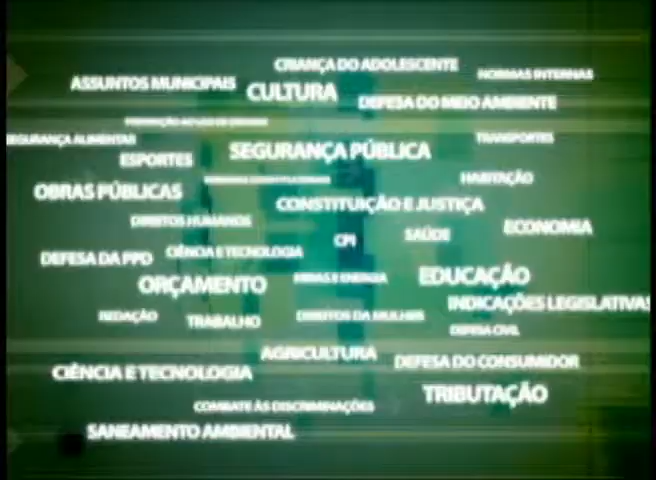 CRIANÇA DO ADOLESCENTE
NORMAS INTERNAS
ASSUNTOS MUNICIPAIS
CULTURA
DEFESA DO MEIO AMBIENTE
EGURANÇA ALIMENTAR
TRANSPORTES
ESPORTES
SEGURANÇA PÚBLICA
HABITAÇÃO
OBRAS PÚBLICAS
CONSTITUIÇÃO E JUSTIÇA
DIREITOS HUMANOS
ECONOMIA
CPI
SAÚDE
DEFESA DA PPD
CIÊNCIA E TECNOLOGIA
ORÇAMENTO
MINAS E ENERGIA
EDUCAÇÃO
INDICAÇÕES LEGISLATIVAS
REDAÇÃO
TRABALHO
DIREITOS DA MULHER
DEFESA CIVIL
AGRICULTURA
DEFESA DO CONSUMIDOR
CIÊNCIA E TECNOLOGIA
TRIBUTAÇÃO
COMBATE ÀS DISCRIMINAÇÕES
SANEAMENTO AMBIENTAL